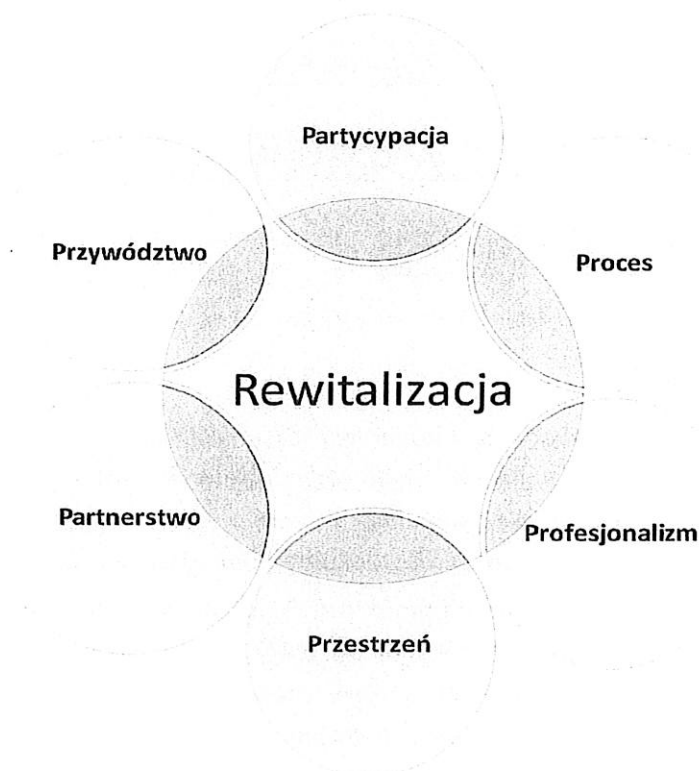 Partycypacja
Przywództwo
Proces
Rewitalizacja
Partnerstwo
Profesjonalizm
Przestrzeń